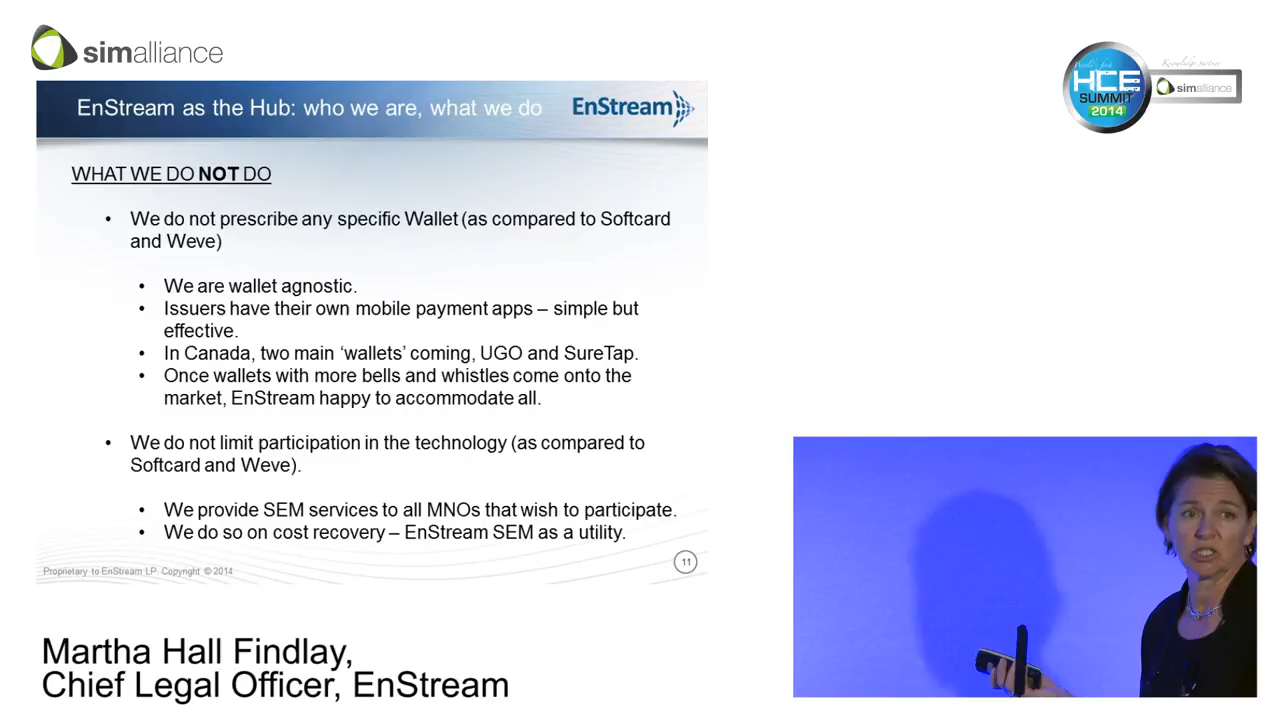 simalliance
World's first
HCE
SUMMIT
2014
Knowledge partner
simalliance
EnStream as the Hub: who we are, what we do
EnStream
WHAT WE DO NOT DO
• We do not prescribe any specific Wallet (as compared to Softcard
and Weve)
• We are wallet agnostic.
• Issuers have their own mobile payment apps – simple but
effective.
• In Canada, two main ‘wallets’ coming, UGO and SureTap.
• Once wallets with more bells and whistles come onto the
market, EnStream happy to accommodate all.
• We do not limit participation in the technology (as compared to
Softcard and Weve).
• We provide SEM services to all MNOs that wish to participate.
• We do so on cost recovery – EnStream SEM as a utility.
Proprietary to EnStream LP. Copyright © 2014
11
Martha Hall Findlay,
Chief Legal Officer, EnStream